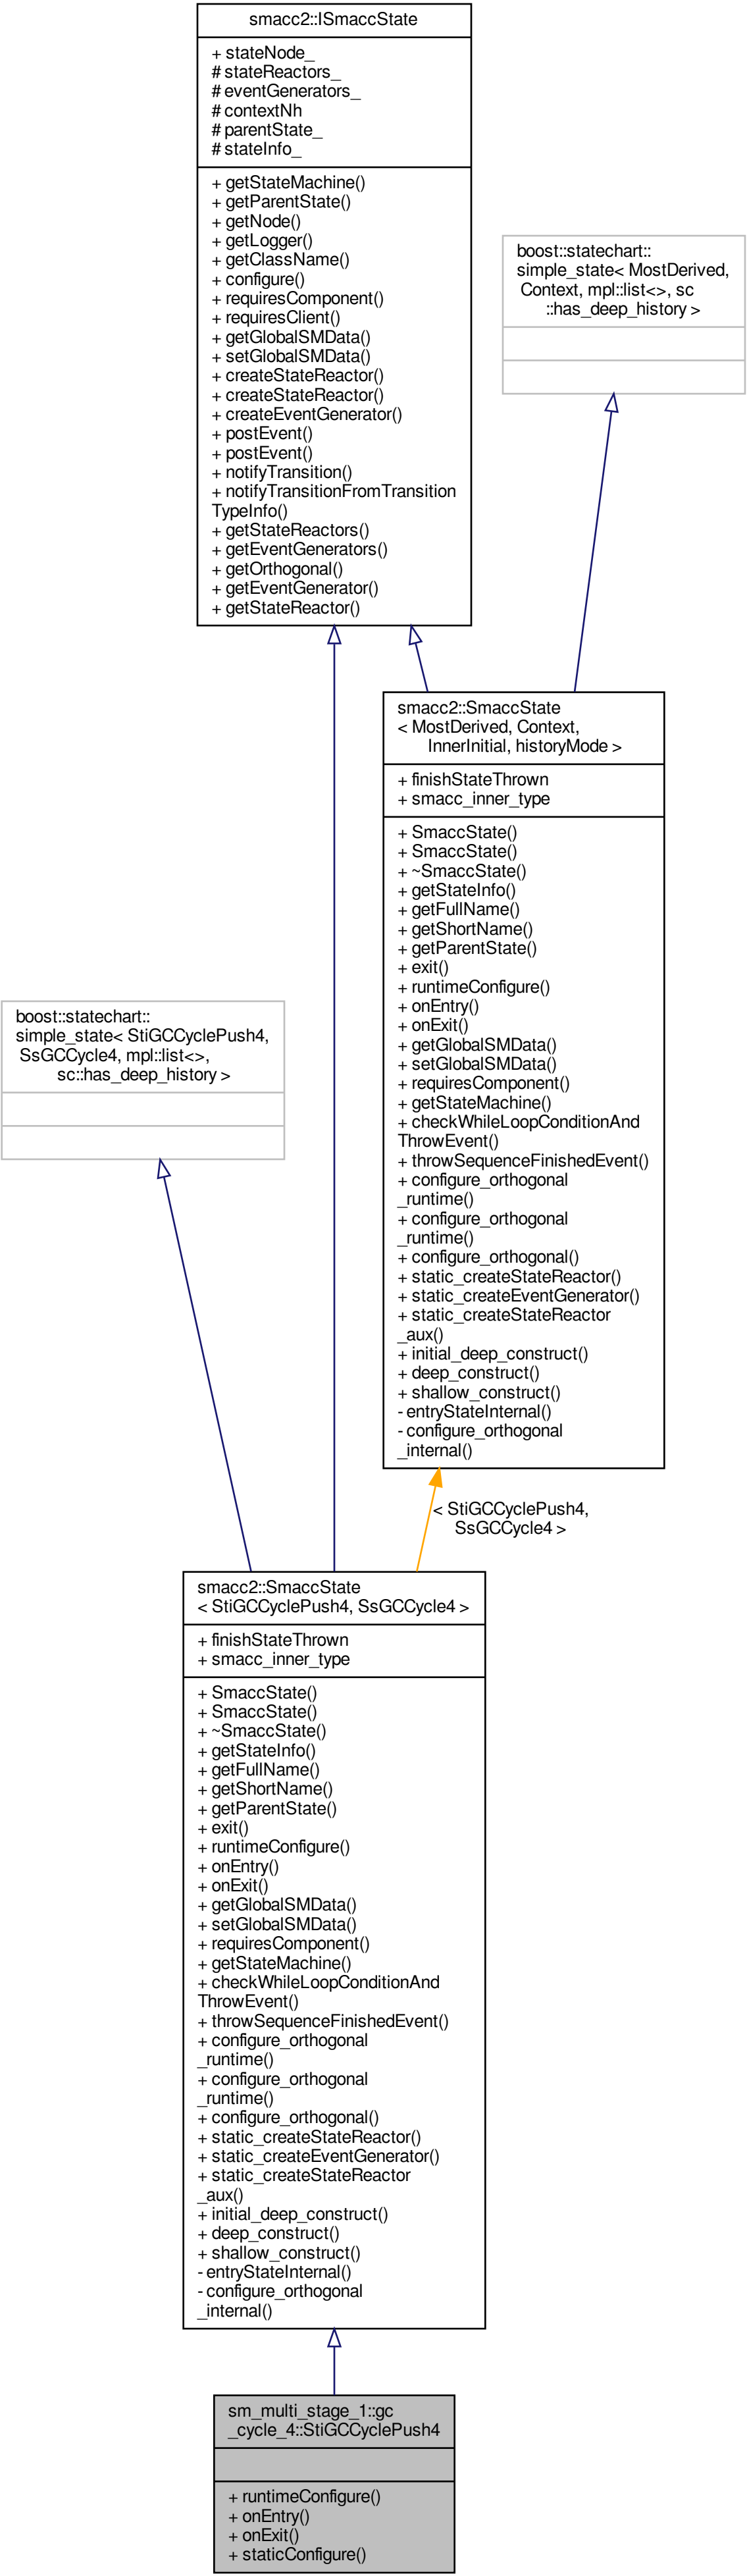 smacc2::ISmaccState
+ stateNode_
# stateReactors_
# eventGenerators_
# contextNh
# parentState_
# stateInfo_
+ getStateMachine()
+ getParentState()
+ getNode()
+ getLogger()
+ getClassName()
+ configure()
+ requiresComponent()
+ requiresClient()
+ getGlobalSMData()
+ setGlobalSMData()
+ createStateReactor()
+ createStateReactor()
+ createEventGenerator()
+ postEvent()
+ postEvent()
+ notifyTransition()
+ notifyTransitionFromTransition
TypeInfo()
+ getStateReactors()
+ getEventGenerators()
+ getOrthogonal()
+ getEventGenerator()
+ getStateReactor()
boost::statechart::
simple_state< MostDerived,
Context, mpl::list<>, sc
::has_deep_history >
smacc2::SmaccState
< MostDerived, Context,
InnerInitial, historyMode >
+ finishStateThrown
+ smacc_inner_type
+ SmaccState()
+ SmaccState()
+ ~SmaccState()
+ getStateInfo()
+ getFullName()
+ getShortName()
+ getParentState()
+ exit()
+ runtimeConfigure()
+ onEntry()
+ onExit()
+ getGlobalSMData()
+ setGlobalSMData()
+ requiresComponent()
+ getStateMachine()
+ checkWhileLoopConditionAnd
ThrowEvent()
+ throwSequenceFinishedEvent()
+ configure_orthogonal
_runtime()
+ configure_orthogonal
_runtime()
+ configure_orthogonal()
+ static_createStateReactor()
+ static_createEventGenerator()
+ static_createStateReactor
_aux()
+ initial_deep_construct()
+ deep_construct()
+ shallow_construct()
- entryStateInternal()
- configure_orthogonal
_internal()
boost::statechart::
simple_state< StiGCCyclePush4,
SsGCCycle4, mpl::list<>,
sc::has_deep_history >
< StiGCCyclePush4,
SsGCCycle4 >
smacc2::SmaccState
< StiGCCyclePush4, SsGCCycle4 >
+ finishStateThrown
+ smacc_inner_type
+ SmaccState()
+ SmaccState()
+ ~SmaccState()
+ getStateInfo()
+ getFullName()
+ getShortName()
+ getParentState()
+ exit()
+ runtimeConfigure()
+ onEntry()
+ onExit()
+ getGlobalSMData()
+ setGlobalSMData()
+ requiresComponent()
+ getStateMachine()
+ checkWhileLoopConditionAnd
ThrowEvent()
+ throwSequenceFinishedEvent()
+ configure_orthogonal
_runtime()
+ configure_orthogonal
_runtime()
+ configure_orthogonal()
+ static_createStateReactor()
+ static_createEventGenerator()
+ static_createStateReactor
_aux()
+ initial_deep_construct()
+ deep_construct()
+ shallow_construct()
- entryStateInternal()
- configure_orthogonal
_internal()
sm_multi_stage_1::gc
_cycle_4::StiGCCyclePush4
+ runtimeConfigure()
+ onEntry()
+ onExit()
+ staticConfigure()